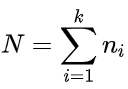 N = \sum_{i=1}^{k} n_i